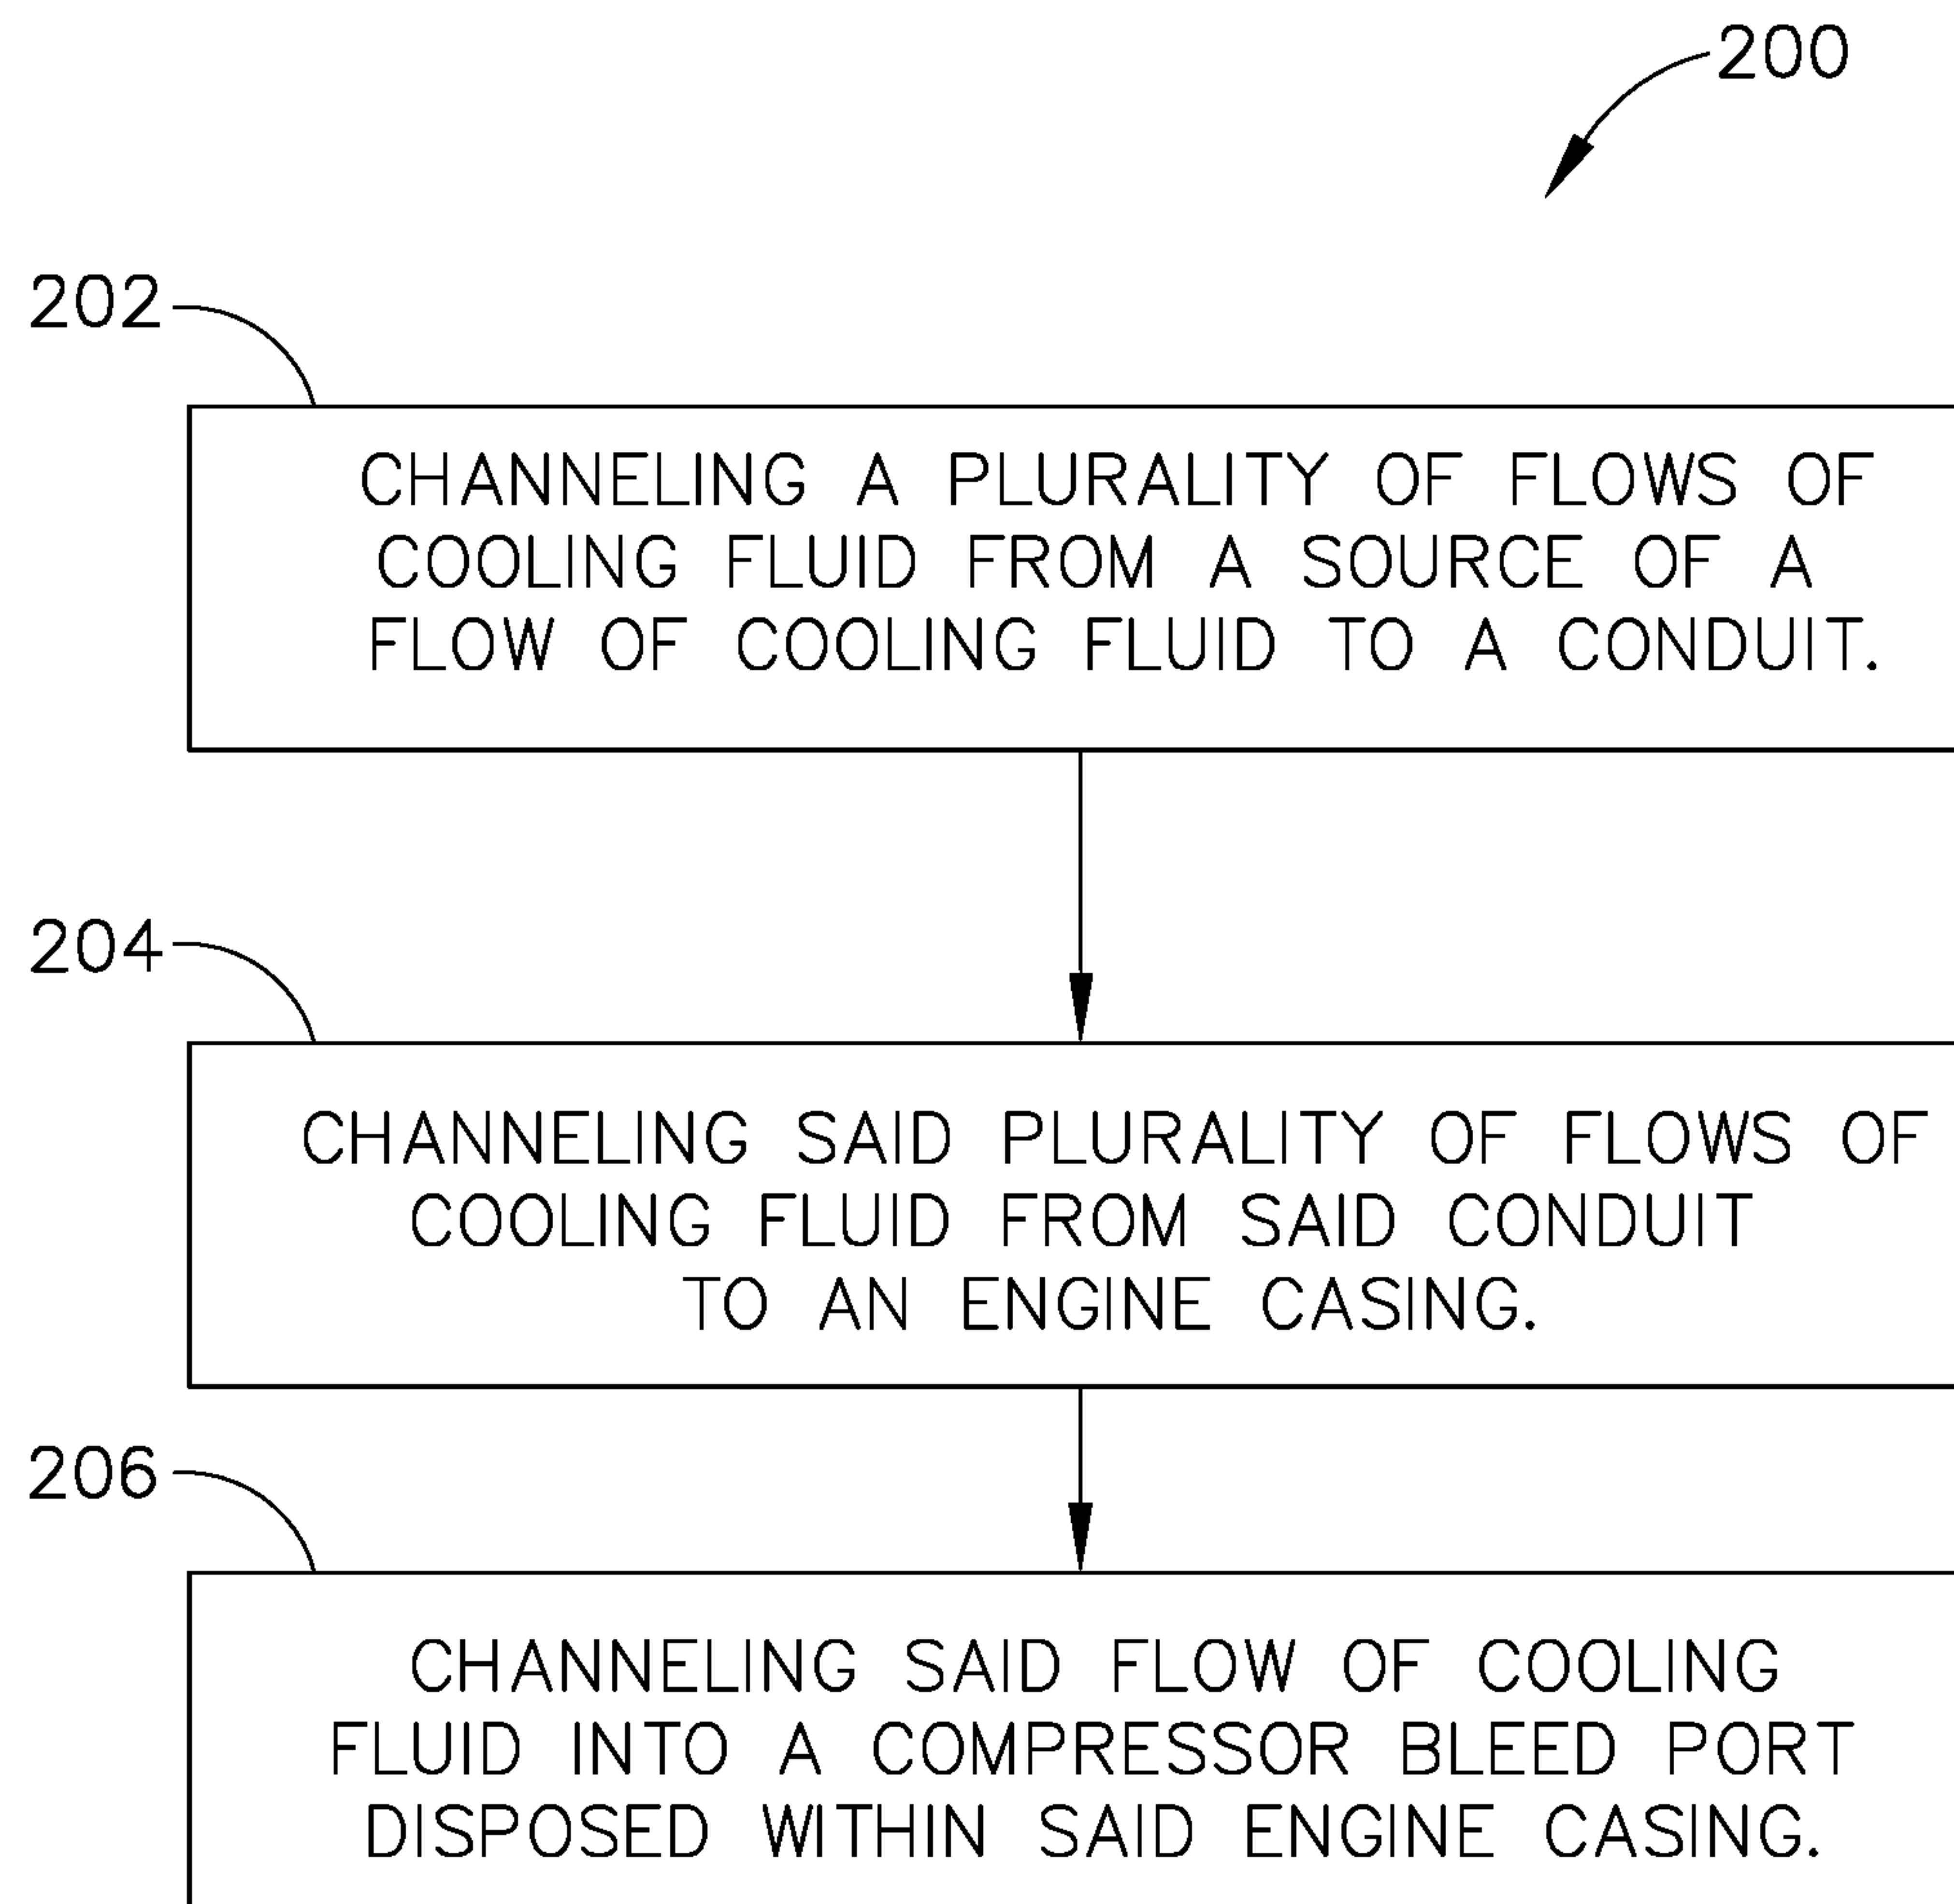 200
202
CHANNELING A PLURALITY OF FLOWS OF
COOLING FLUID FROM A SOURCE OF A
FLOW OF COOLING FLUID TO A CONDUIT.
204
CHANNELING SAID PLURALITY OF FLOWS OF
COOLING FLUID FROM SAID CONDUIT
TO AN ENGINE CASING.
206
CHANNELING SAID FLOW OF COOLING
FLUID INTO A COMPRESSOR BLEED PORT
DISPOSED WITHIN SAID ENGINE CASING.